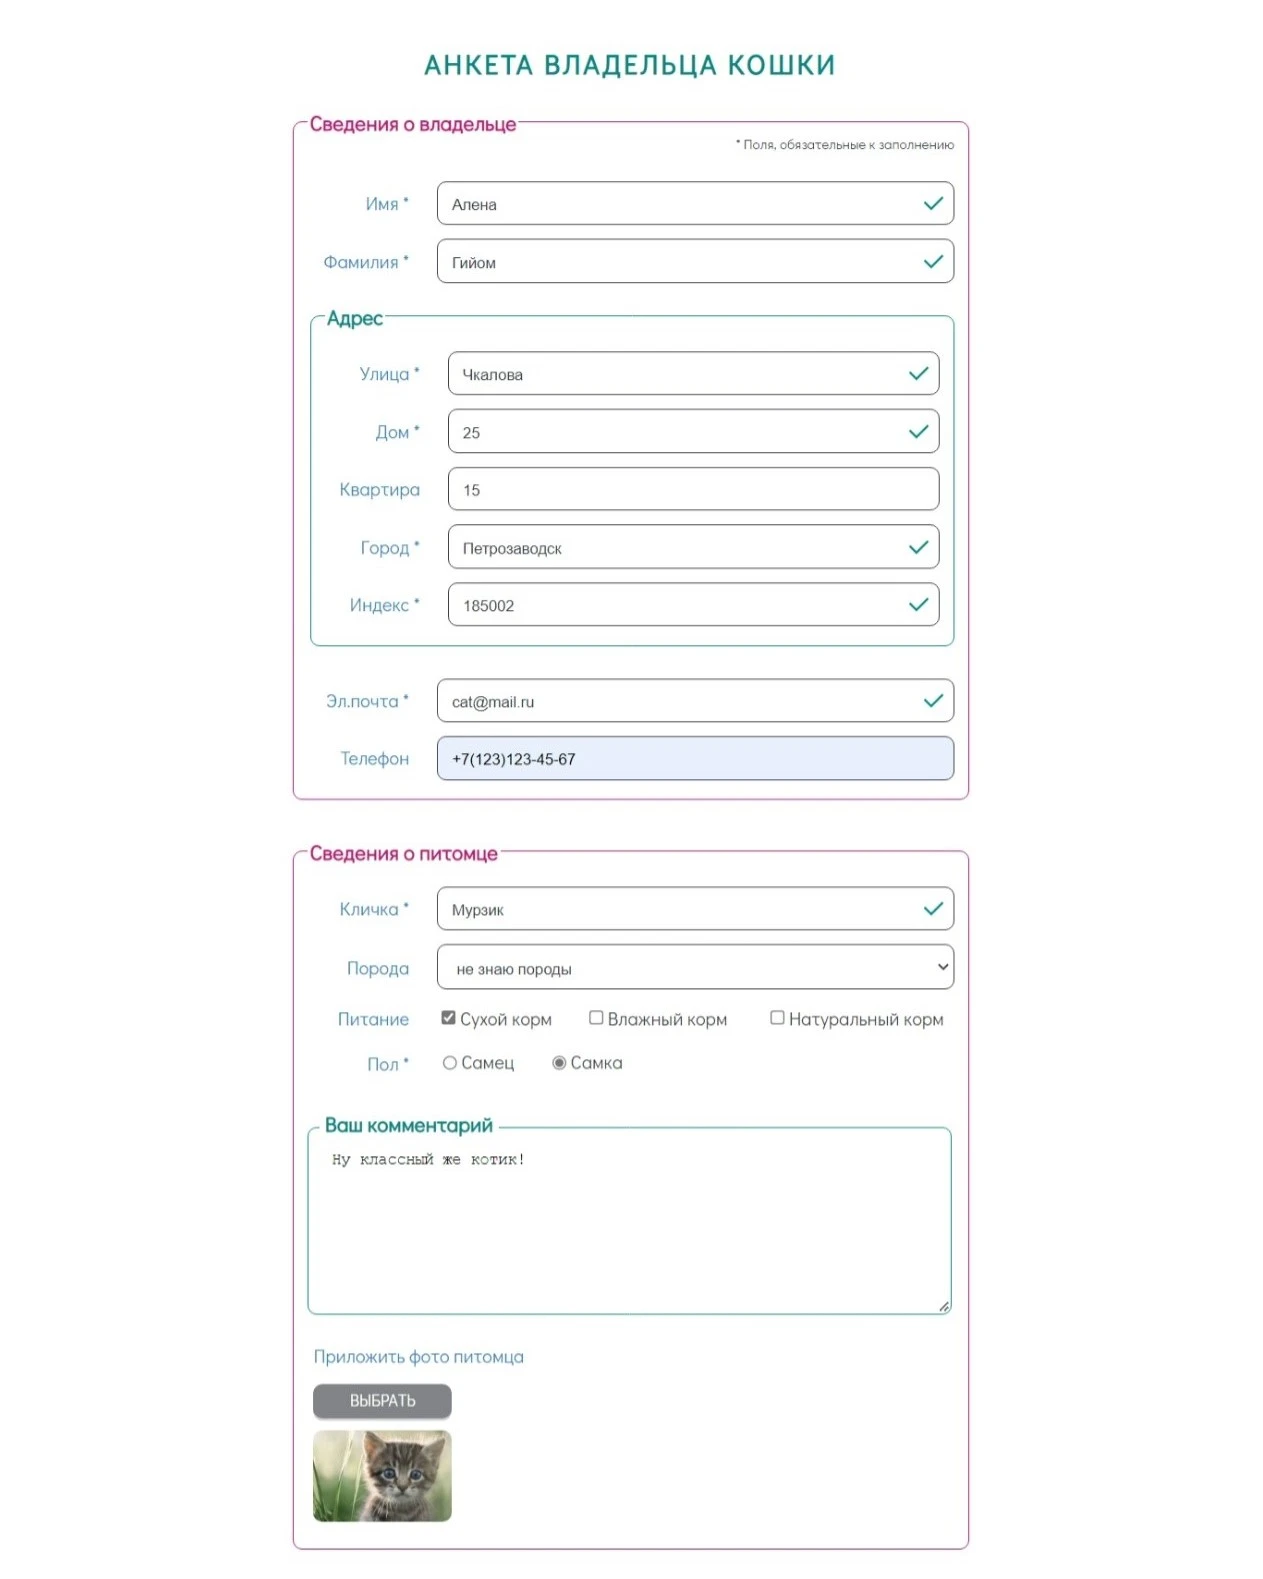 АНКЕТА ВЛАДЕЛЬЦА КОШКИ
Сведения о владельце
* Поля, обязательные к заполнению
Имя * Алена
Фамилия * Гийом
Адрес
Улица * Чкалова
Дом * 25
Квартира 15
Город * Петрозаводск
Индекс * 185002
Эл.почта * cat@mail.ru
Телефон +7(123)123-45-67
Сведения о питомце
Кличка * Мурзик
Порода не знаю породы
Питание Сухой корм Влажный корм Натуральный корм
Пол * Самец Самка
Ваш комментарий
Ну классный же котик!
Приложить фото питомца
ВЫБРАТЬ